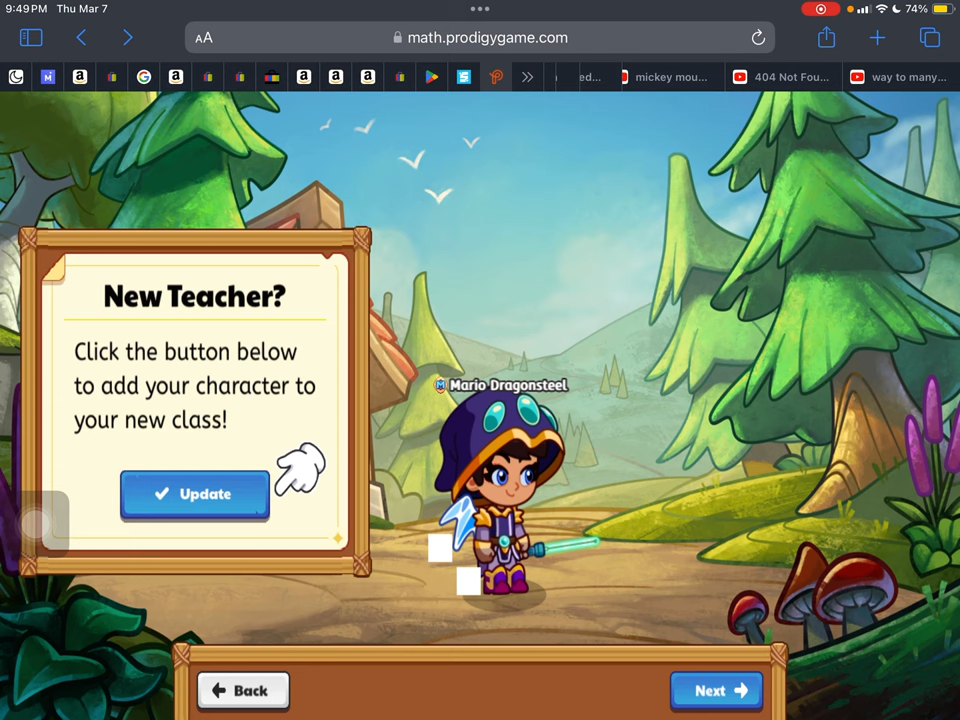 9:49 PM Thu Mar 7
74%
AA
math.prodigygame.com
ed...
mickey mou...
404 Not Fou...
way to many...
New Teacher?
Click the button below
to add your character to
your new class!
Update
Mario Dragonsteel
Back
Next